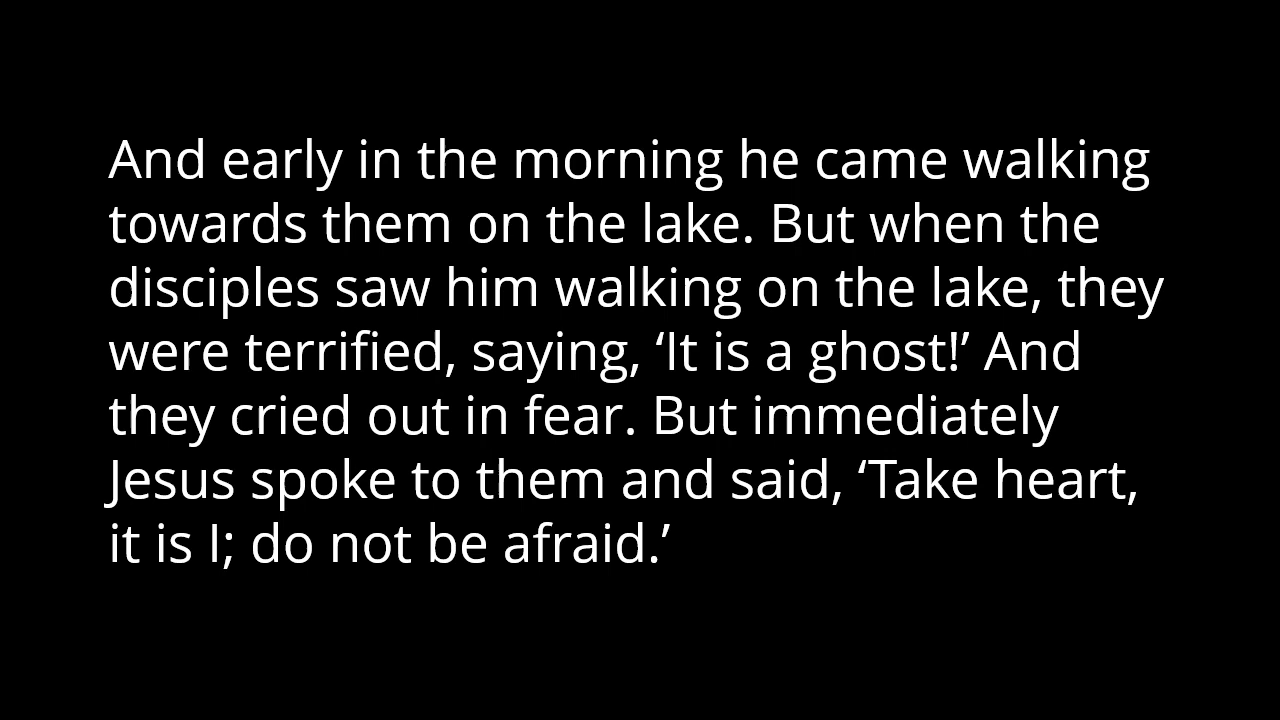 And early in the morning he came walking
towards them on the lake. But when the
disciples saw him walking on the lake, they
were terrified, saying, ‘It is a ghost!’ And
they cried out in fear. But immediately
Jesus spoke to them and said, ‘Take heart,
it is I; do not be afraid.’